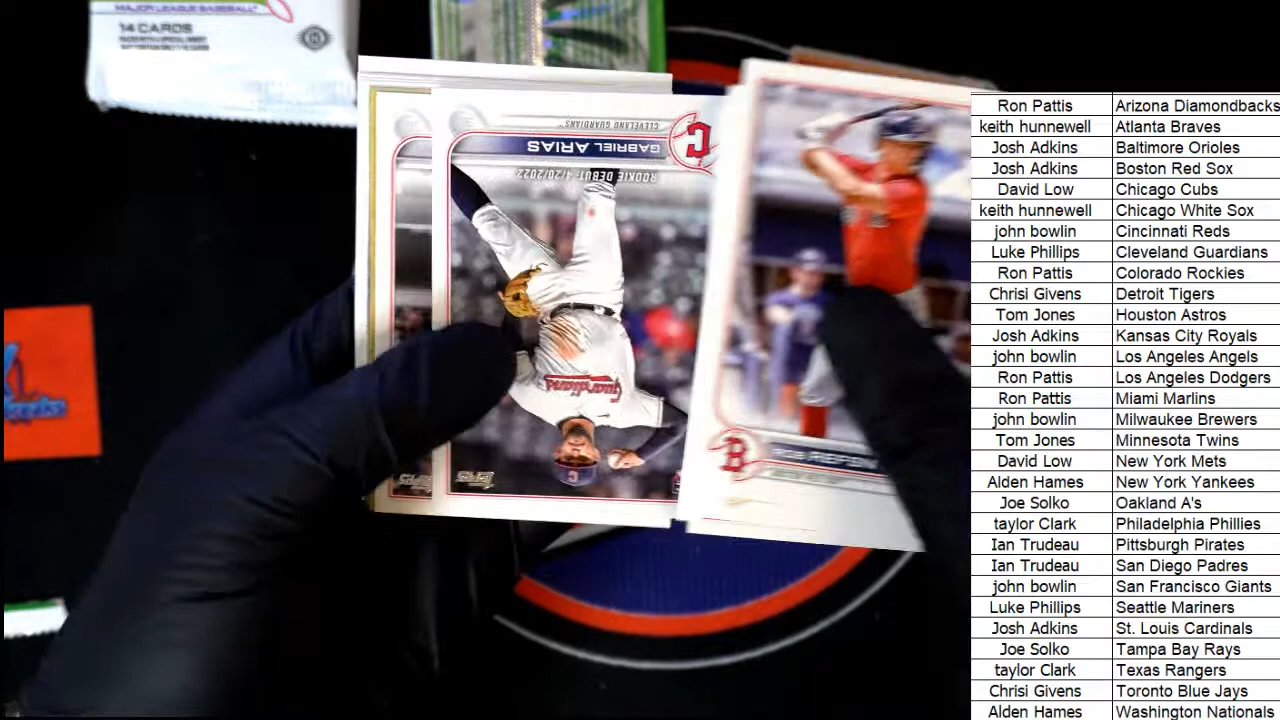 MAJOR LEAGUE BASEBALL
14 CARDS
CLEVELAND GUARDIANS™
GABRIEL ARIAS
ROOKIE DEBUT: 4/20/2022
Guardians
Topps
B
Ron Pattis Arizona Diamondbacks
keith hunnewell Atlanta Braves
Josh Adkins Baltimore Orioles
Josh Adkins Boston Red Sox
David Low Chicago Cubs
keith hunnewell Chicago White Sox
john bowlin Cincinnati Reds
Luke Phillips Cleveland Guardians
Ron Pattis Colorado Rockies
Chrisi Givens Detroit Tigers
Tom Jones Houston Astros
Josh Adkins Kansas City Royals
john bowlin Los Angeles Angels
Ron Pattis Los Angeles Dodgers
Ron Pattis Miami Marlins
john bowlin Milwaukee Brewers
Tom Jones Minnesota Twins
David Low New York Mets
Alden Hames New York Yankees
Joe Solko Oakland A's
taylor Clark Philadelphia Phillies
Ian Trudeau Pittsburgh Pirates
Ian Trudeau San Diego Padres
john bowlin San Francisco Giants
Luke Phillips Seattle Mariners
Josh Adkins St. Louis Cardinals
Joe Solko Tampa Bay Rays
taylor Clark Texas Rangers
Chrisi Givens Toronto Blue Jays
Alden Hames Washington Nationals